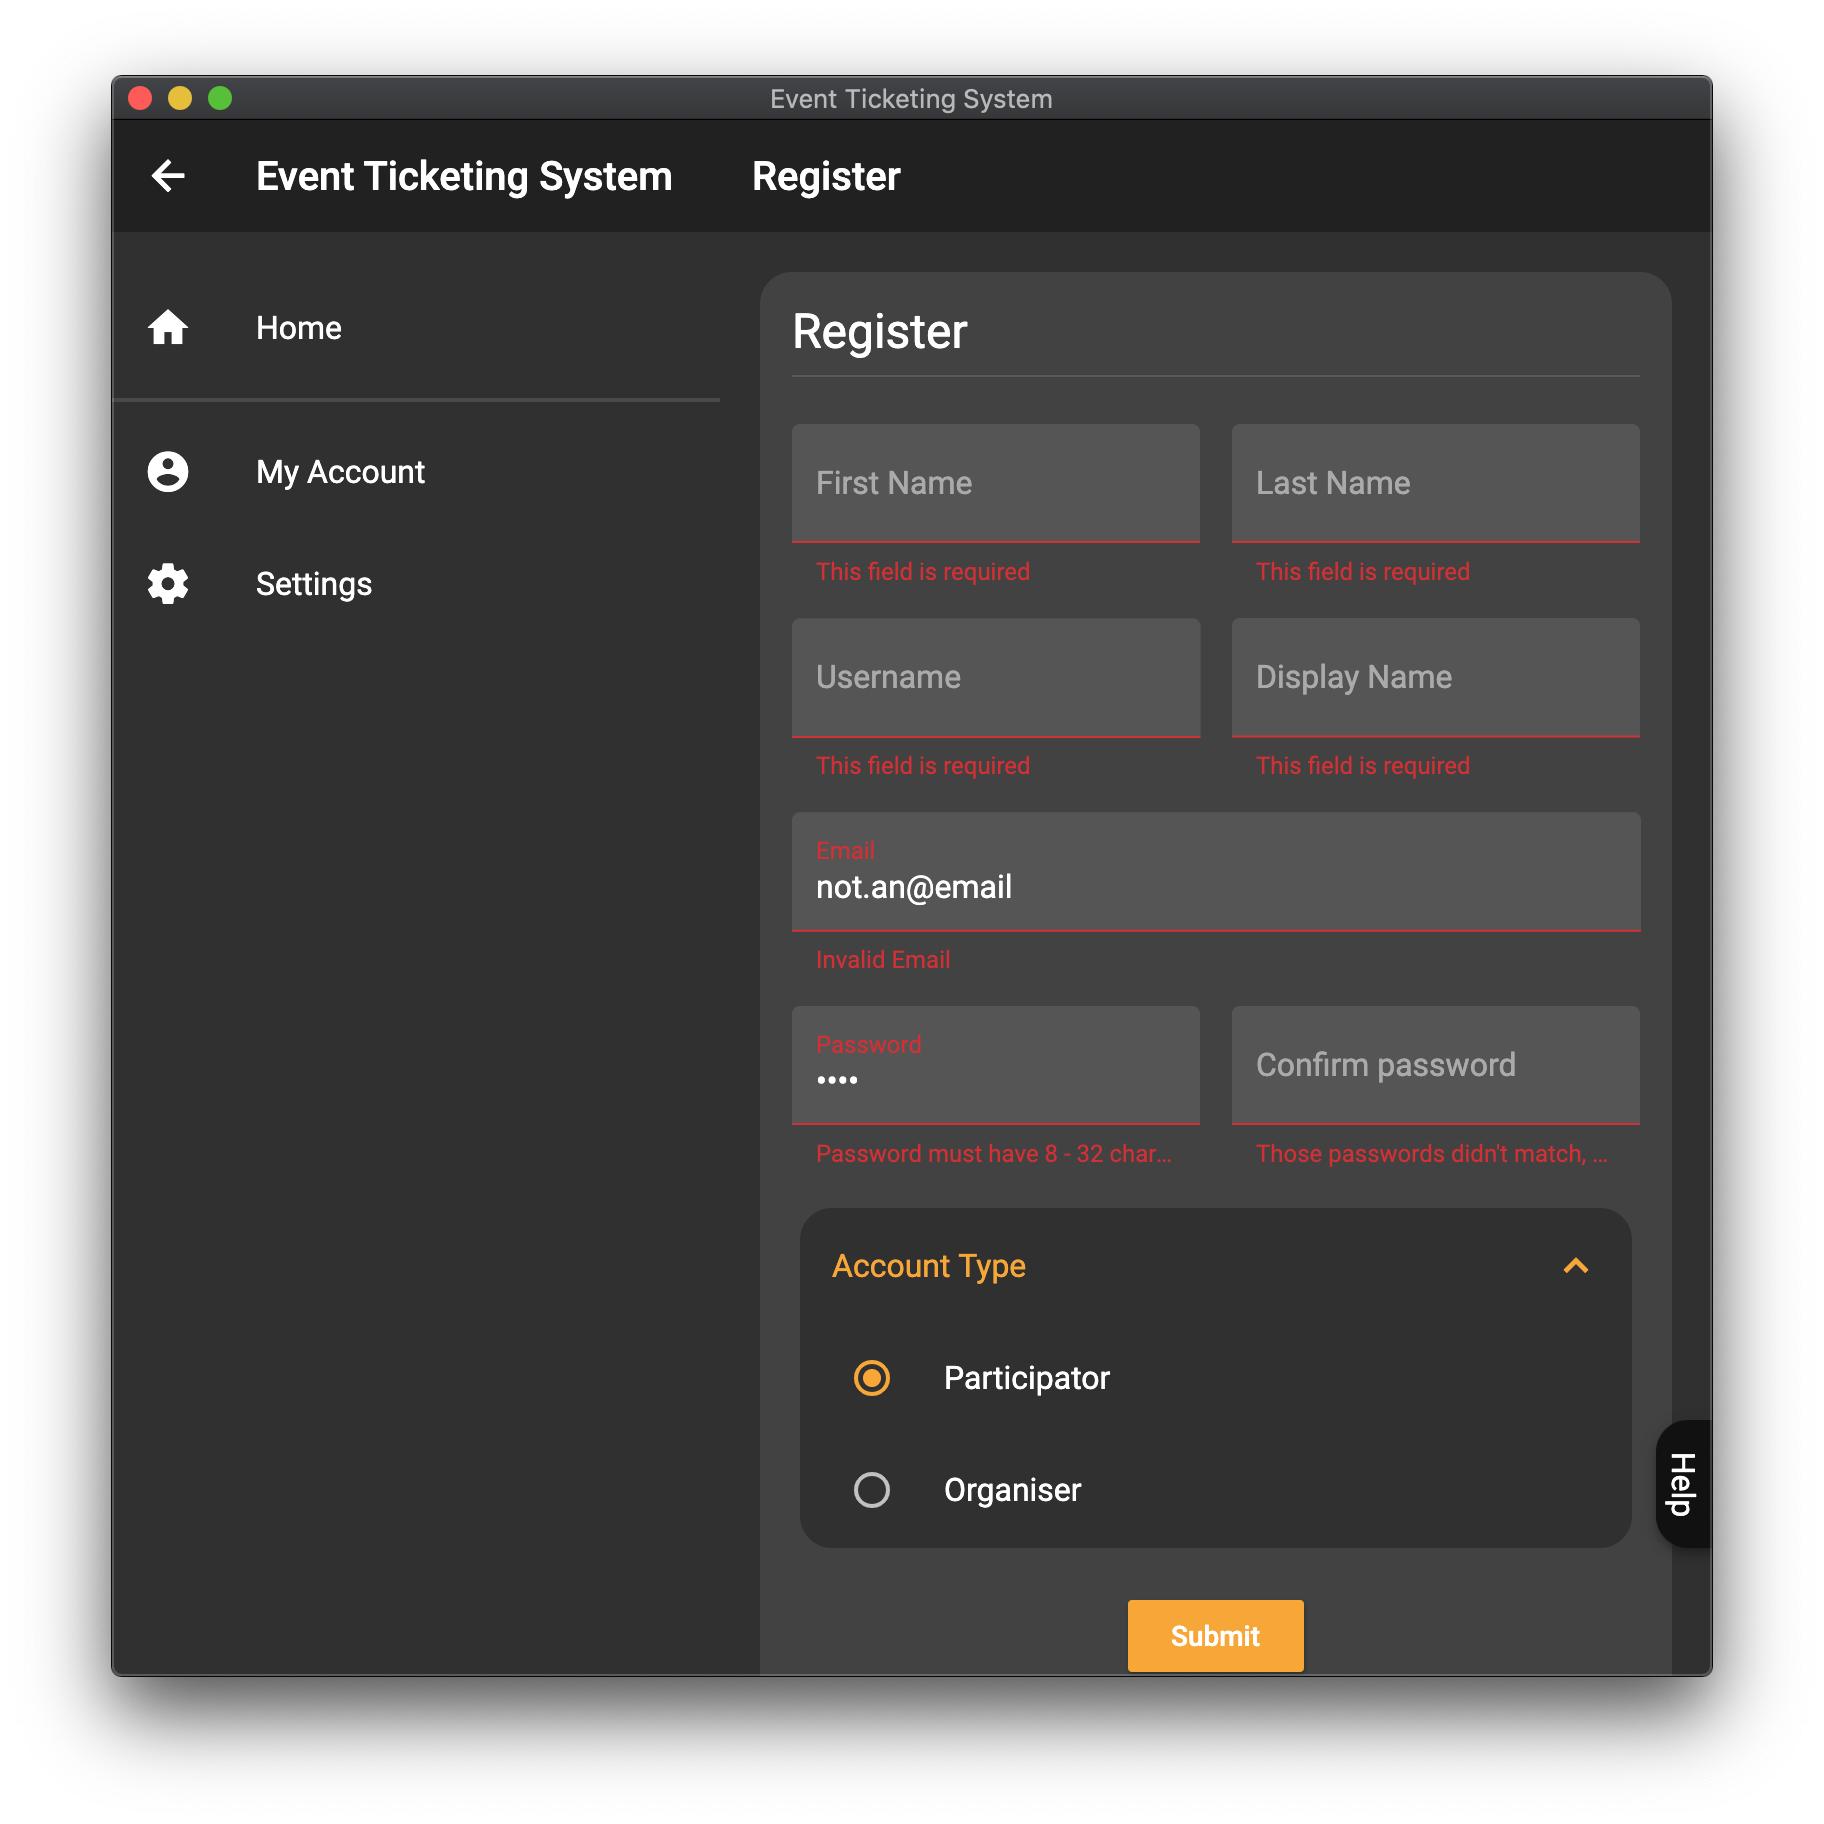 Event Ticketing System
Event Ticketing System
Register
Home
My Account
Settings
Register
First Name
Last Name
This field is required
This field is required
Username
Display Name
This field is required
This field is required
Email
not.an@email
Invalid Email
Password
••••
Confirm password
Password must have 8 - 32 char...
Those passwords didn't match, ...
Account Type
Participator
Organiser
Help
Submit